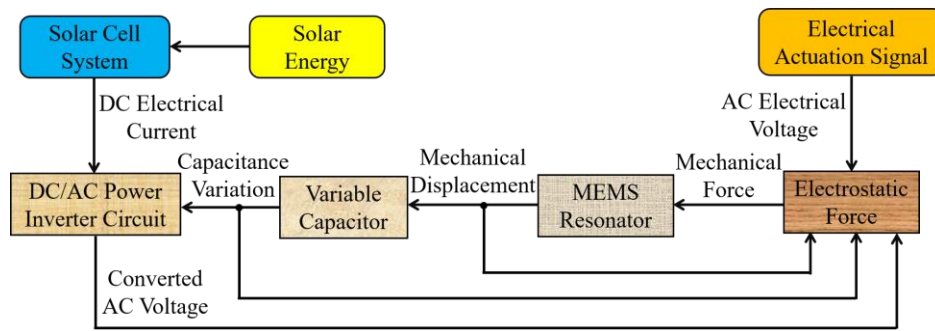 Solar Cell
System
Solar
Energy
Electrical
Actuation Signal
DC Electrical
Current
AC Electrical
Voltage
Capacitance
Variation
Mechanical
Displacement
Mechanical
Force
DC/AC Power
Inverter Circuit
Variable
Capacitor
MEMS
Resonator
Electrostatic
Force
Converted
AC Voltage